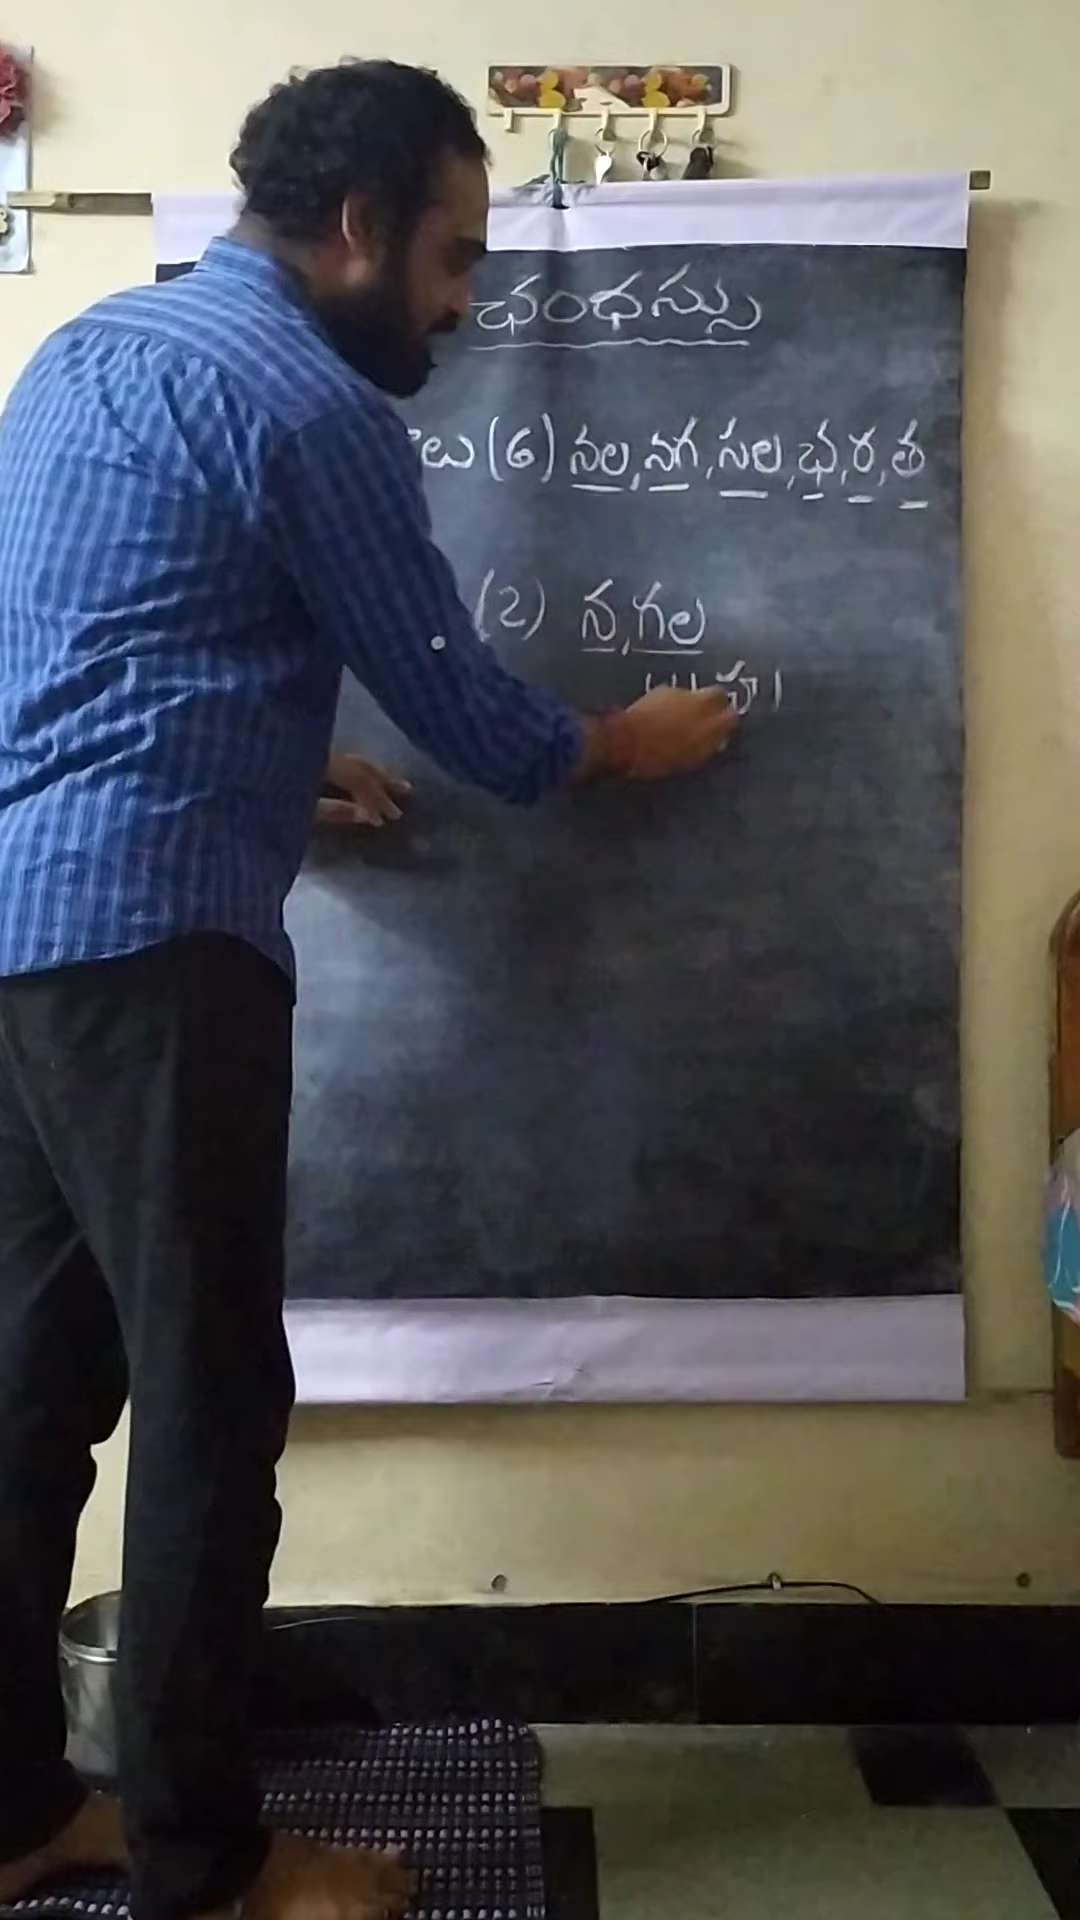 ఛంధస్సు
లు (6) నల, నగ, సల, భ, ర, త
(2) న, గల
హ।